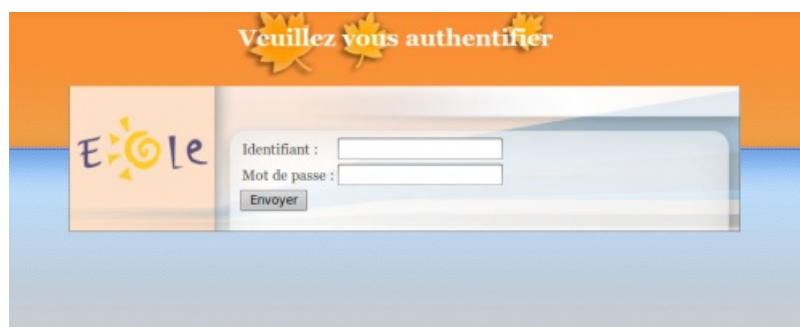 Veuillez vous authentifier
EOle
Identifiant :
Mot de passe :
Envoyer